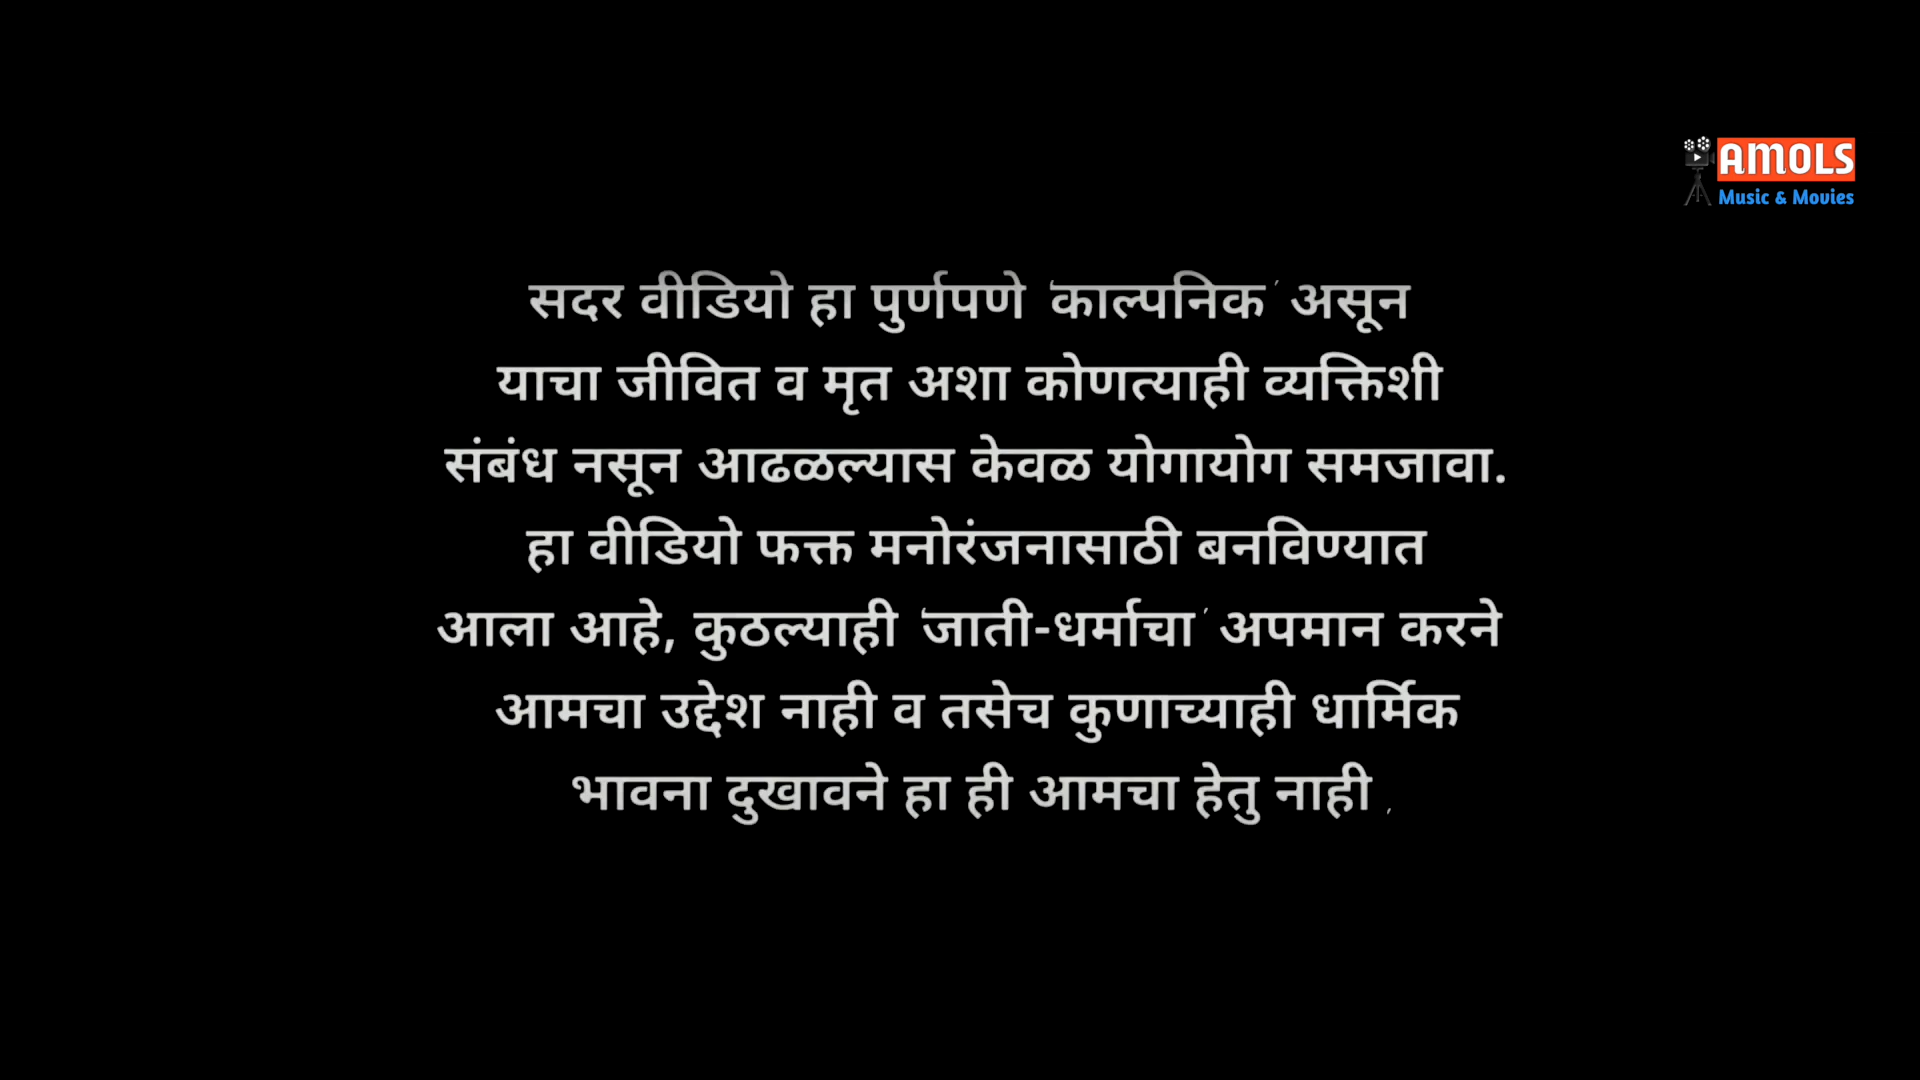 AMOLS
Music & Movies
सदर वीडियो हा पुर्णपणे 'काल्पनिक' असून
याचा जीवित व मृत अशा कोणत्याही व्यक्तिशी
संबंध नसून आढळल्यास केवळ योगायोग समजावा.
हा वीडियो फक्त मनोरंजनासाठी बनविण्यात
आला आहे, कुठल्याही 'जाती-धर्माचा' अपमान करने
आमचा उद्देश नाही व तसेच कुणाच्याही धार्मिक
भावना दुखावने हा ही आमचा हेतु नाही ,